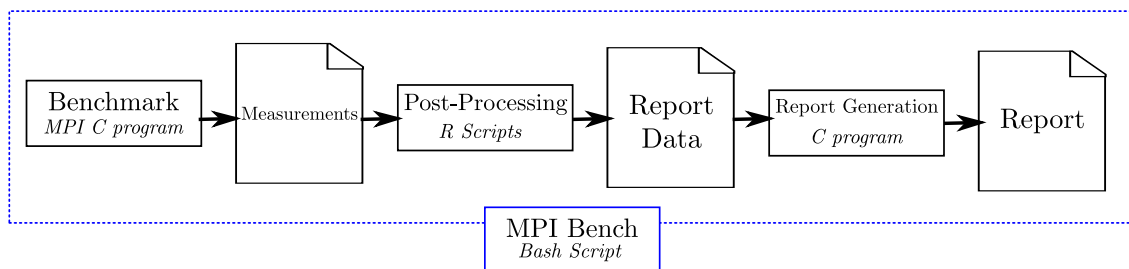 Benchmark
MPI C program
Measurements
Post-Processing
R Scripts
Report
Data
Report Generation
C program
Report
MPI Bench
Bash Script